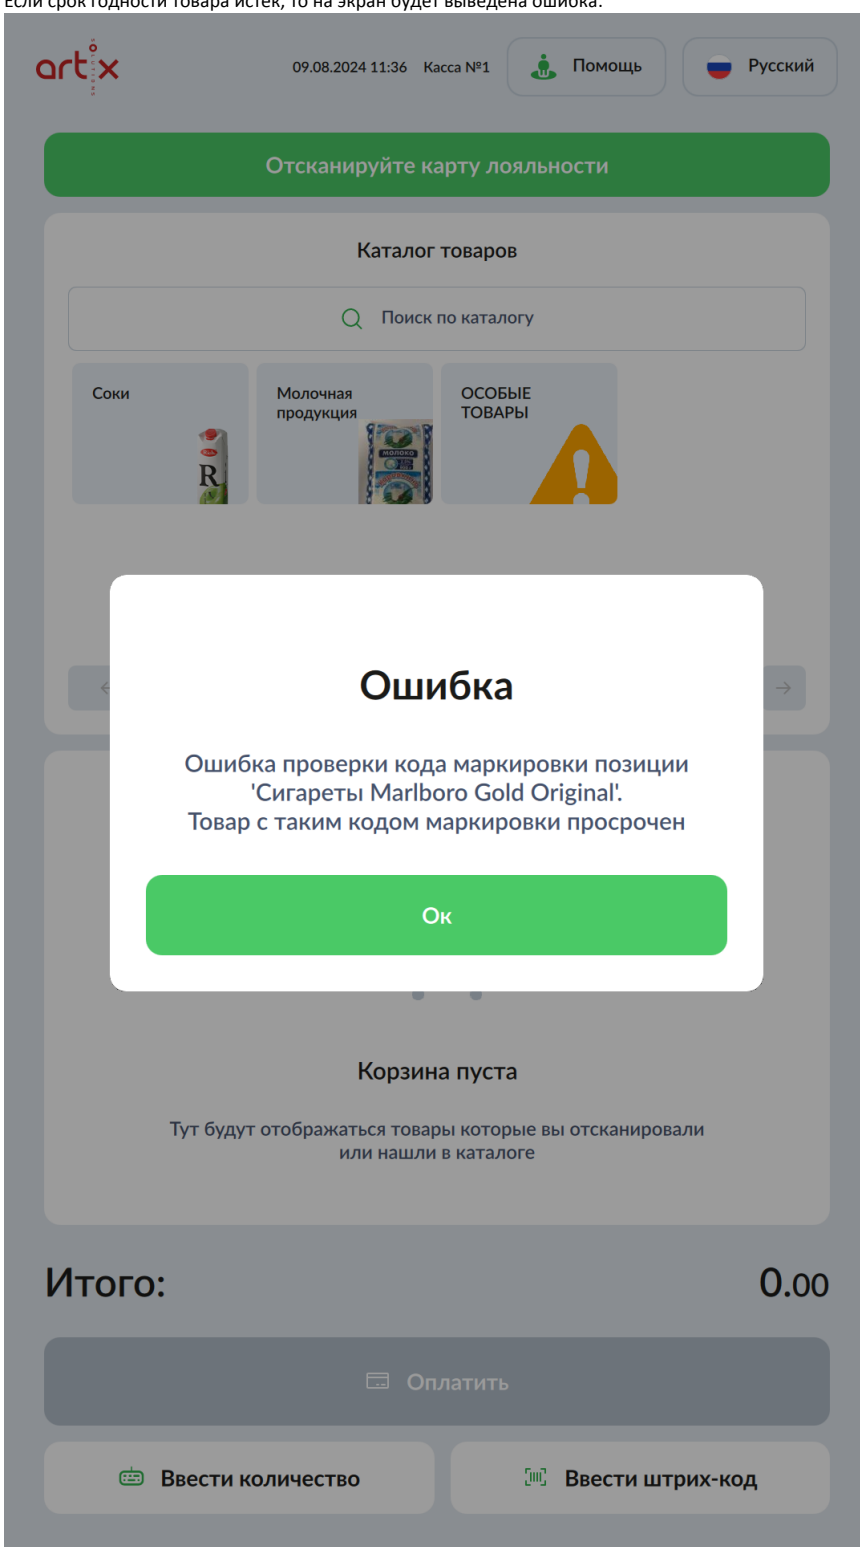 Если срок годности товара истек, то на экран будет выведена ошибка:
artix
09.08.2024 11:36 Касса №1 Помощь Русский
Отсканируйте карту лояльности
Каталог товаров
Поиск по каталогу
Соки
Молочная
продукция
ОСОБЫЕ
ТОВАРЫ
R
МОЛОКО
Ошибка
Ошибка проверки кода маркировки позиции
'Сигареты Marlboro Gold Original'.
Товар с таким кодом маркировки просрочен
Ок
Корзина пуста
Тут будут отображаться товары которые вы отсканировали
или нашли в каталоге
Итого: 0.00
Оплатить
Ввести количество Ввести штрих-код